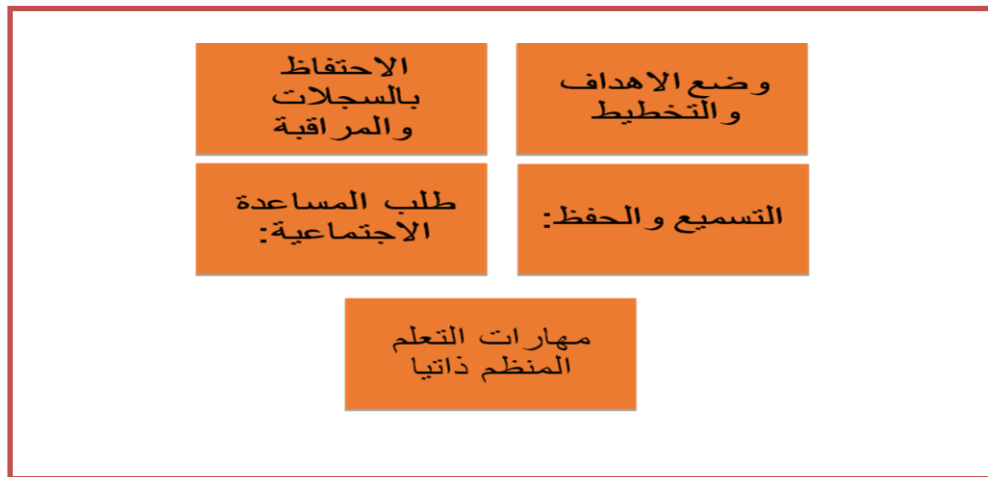 وضع الاهداف
والتخطيط
الاحتفاظ
بالسجلات
والمراقبة
التسميع والحفظ:
طلب المساعدة
الاجتماعية:
مهارات التعلم
المنظم ذاتيا